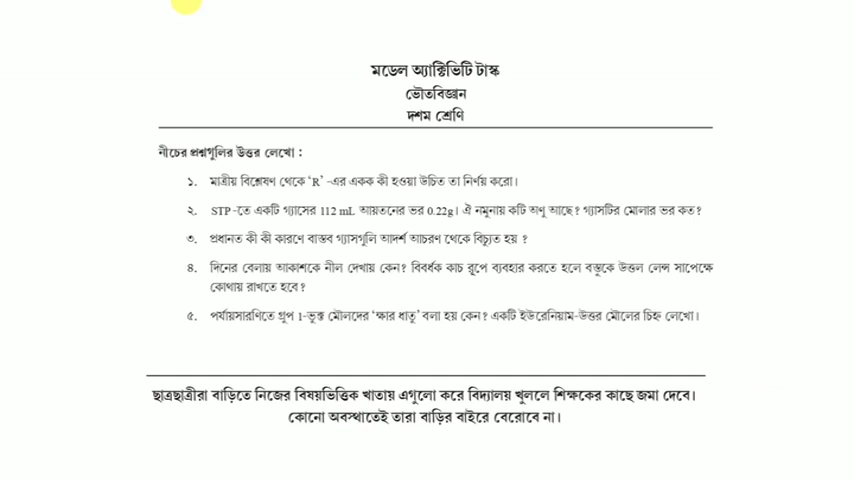 মডেল অ্যাক্টিভিটি টাস্ক
ভৌতবিজ্ঞান
দশম শ্রেণি
নীচের প্রশ্নগুলির উত্তর লেখো :
১. মাত্রীয় বিশ্লেষণ থেকে ‘R’ -এর একক কী হওয়া উচিত তা নির্ণয় করো।
২. STP -তে একটি গ্যাসের 112 mL আয়তনের ভর 0.22g। ঐ নমুনায় কটি অণু আছে? গ্যাসটির মোলার ভর কত?
৩. প্রধানত কী কী কারণে বাস্তব গ্যাসগুলি আদর্শ আচরণ থেকে বিচ্যুত হয় ?
৪. দিনের বেলায় আকাশকে নীল দেখায় কেন? বিবর্ধক কাচ রূপে ব্যবহার করতে হলে বস্তুকে উত্তল লেন্স সাপেক্ষে
কোথায় রাখতে হবে?
৫. পর্যায়সারণিতে গ্রুপ 1-ভুক্ত মৌলদের ‘ক্ষার ধাতু’ বলা হয় কেন? একটি ইউরেনিয়াম-উত্তর মৌলের চিহ্ন লেখো।
ছাত্রছাত্রীরা বাড়িতে নিজের বিষয়ভিত্তিক খাতায় এগুলো করে বিদ্যালয় খুললে শিক্ষকের কাছে জমা দেবে।
কোনো অবস্থাতেই তারা বাড়ির বাইরে বেরোবে না।